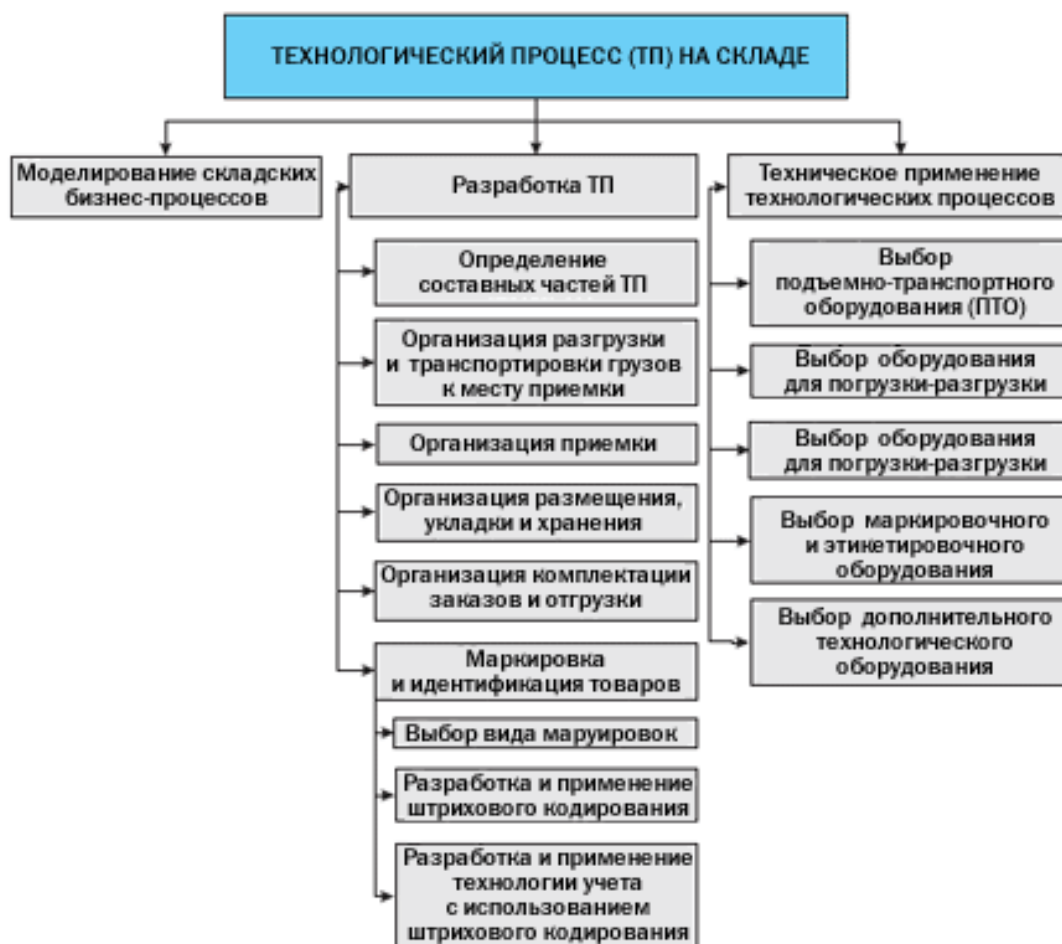 ТЕХНОЛОГИЧЕСКИЙ ПРОЦЕСС (ТП) НА СКЛАДЕ
Моделирование складских
бизнес-процессов
Разработка ТП
Определение
составных частей ТП
Организация разгрузки
и транспортировки грузов
к месту приемки
Организация приемки
Организация размещения,
укладки и хранения
Организация комплектации
заказов и отгрузки
Маркировка
и идентификация товаров
Выбор вида маруировок
Разработка и применение
штрихового кодирования
Разработка и применение
технологии учета
с использованием
штрихового кодирования
Техническое применение
технологических процессов
Выбор
подъемно-транспортного
оборудования (ПТО)
Выбор оборудования
для погрузки-разгрузки
Выбор оборудования
для погрузки-разгрузки
Выбор маркировочного
и этикетировочного
оборудования
Выбор дополнительного
технологического
оборудования